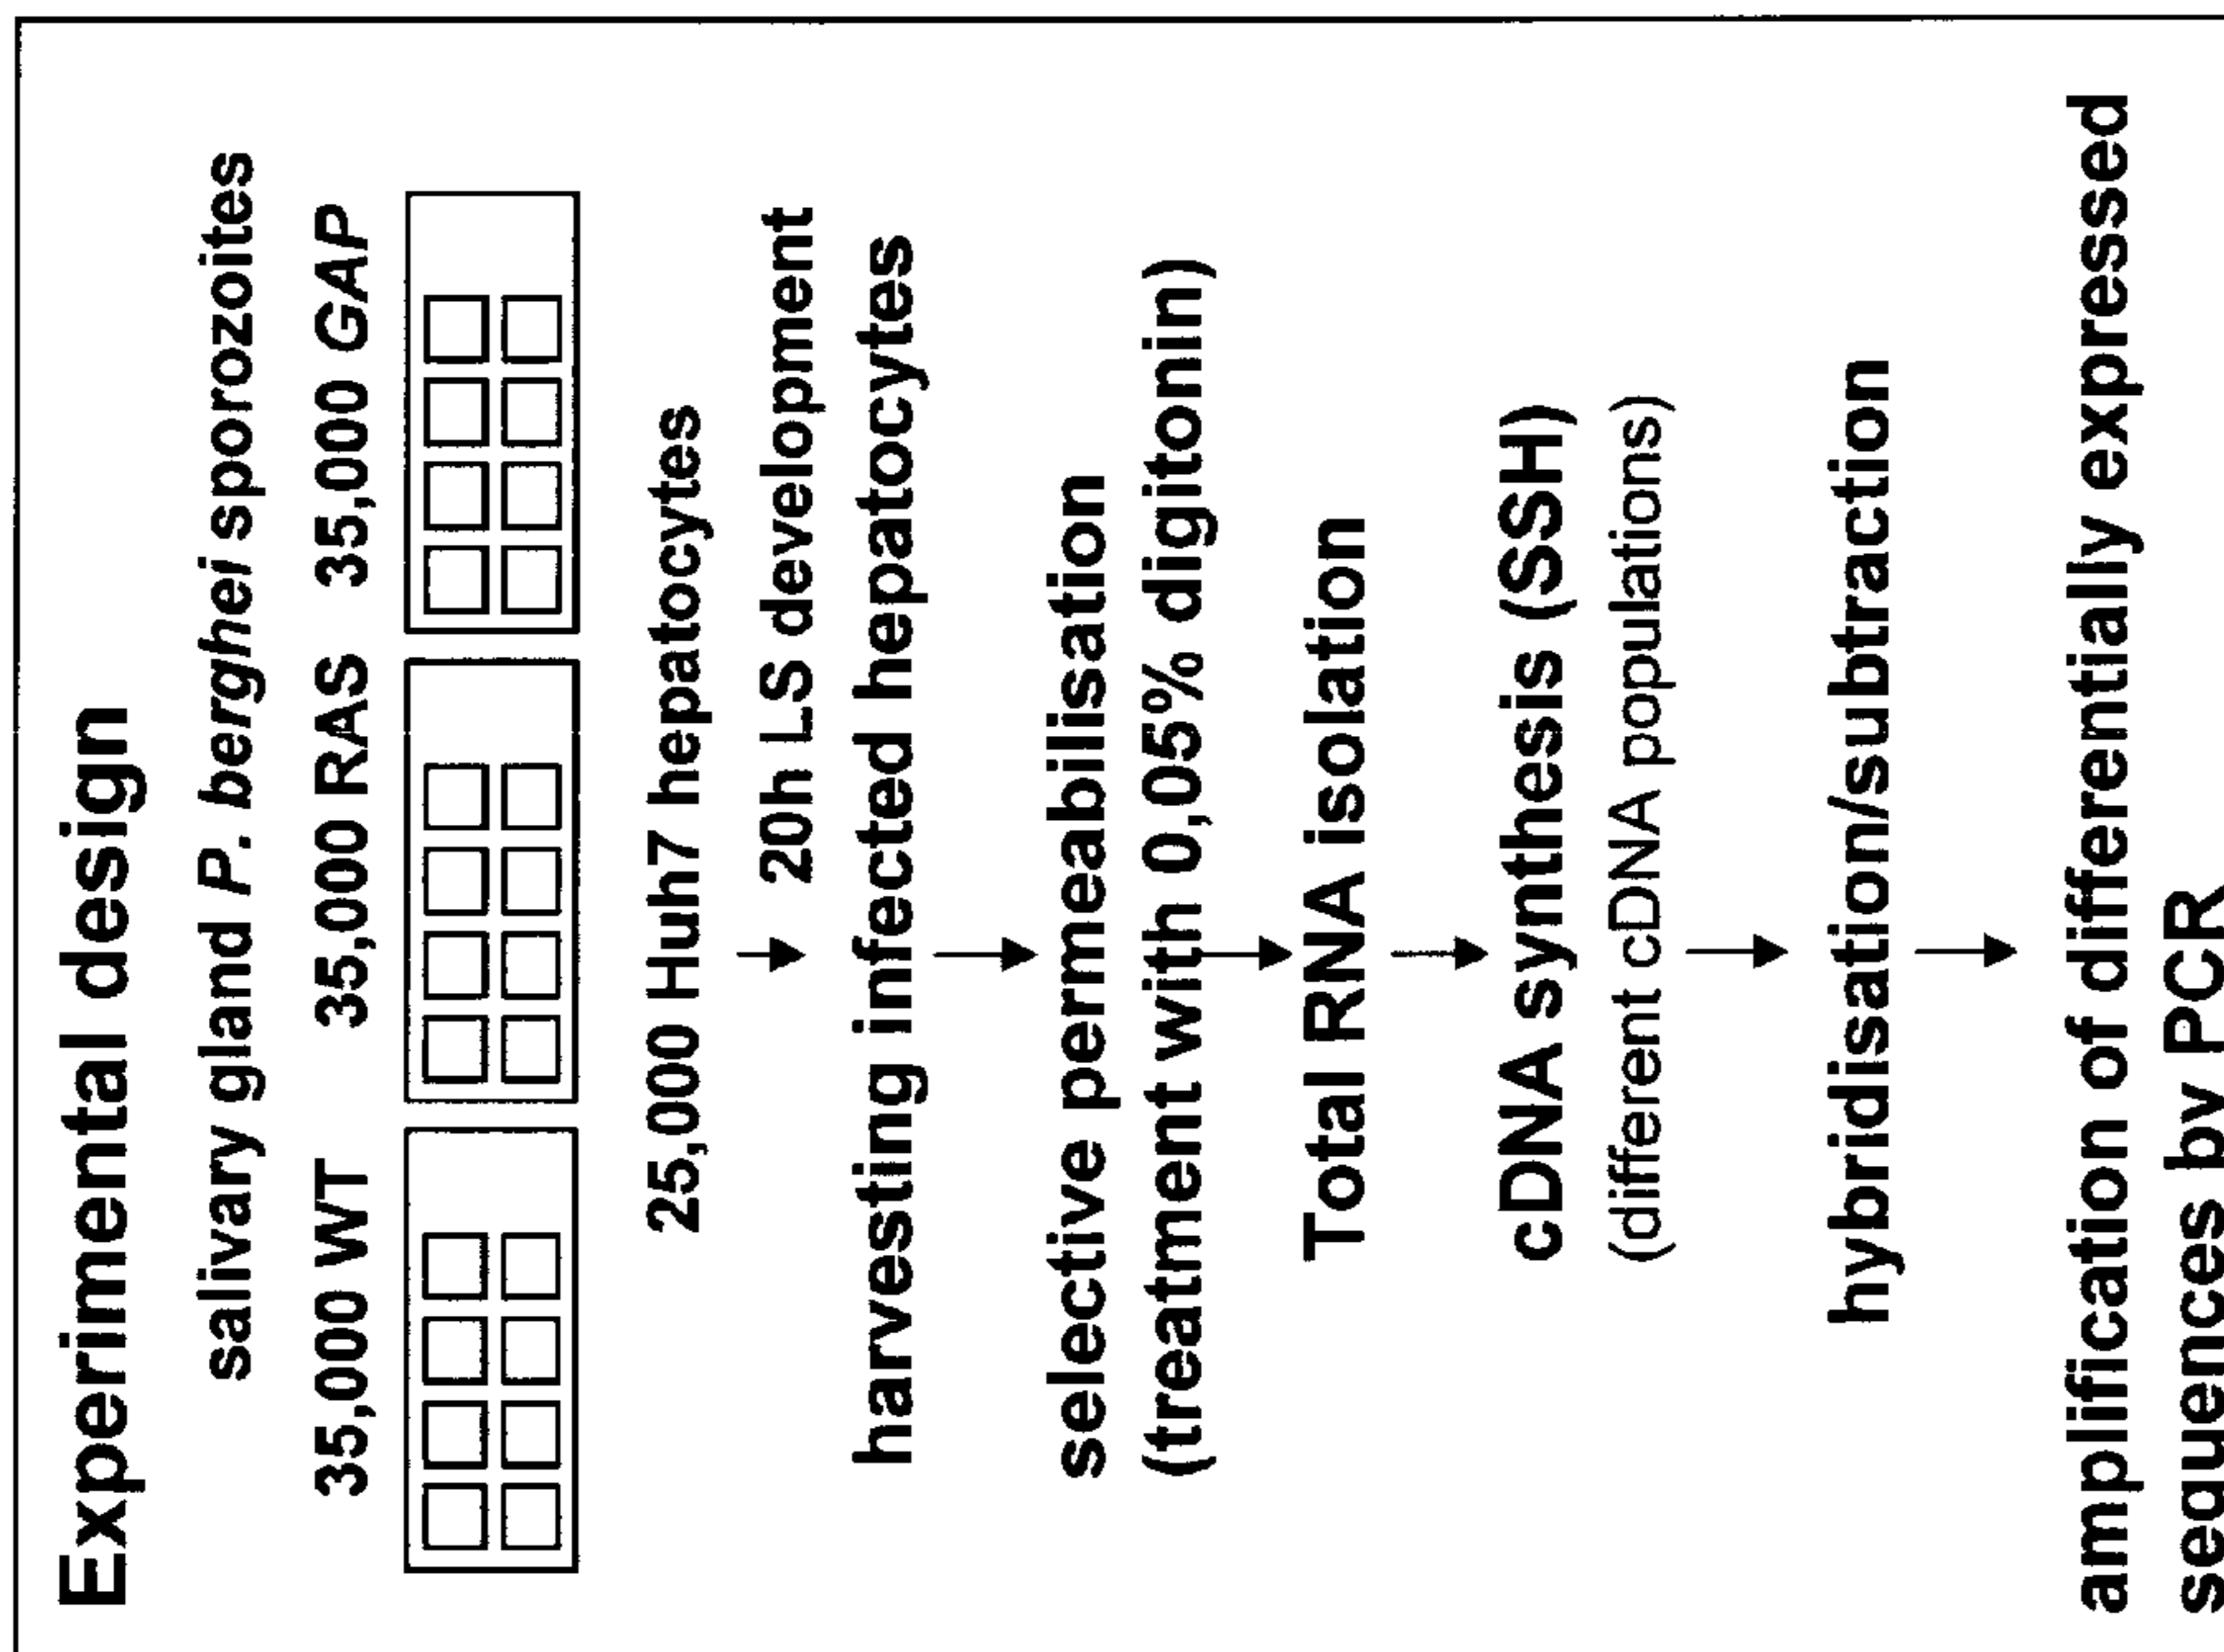 Experimental design
salivary gland P. berghei sporozoites
35,000 WT 35,000 RAS 35,000 GAP
25,000 Huh7 hepatocytes
20h LS development
harvesting infected hepatocytes
selective permeabilisation
(treatment with 0,05% digitonin)
Total RNA isolation
cDNA synthesis (SSH)
(different cDNA populations)
hybridisation/subtraction
amplification of differentially expressed
sequences by PCR